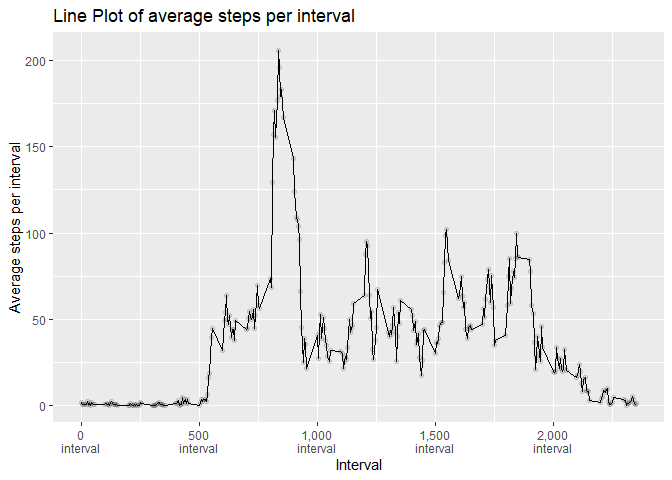 Line Plot of average steps per interval
Average steps per interval
200
150
100
50
0
0
interval
500
interval
1,000
interval
1,500
interval
2,000
interval
Interval